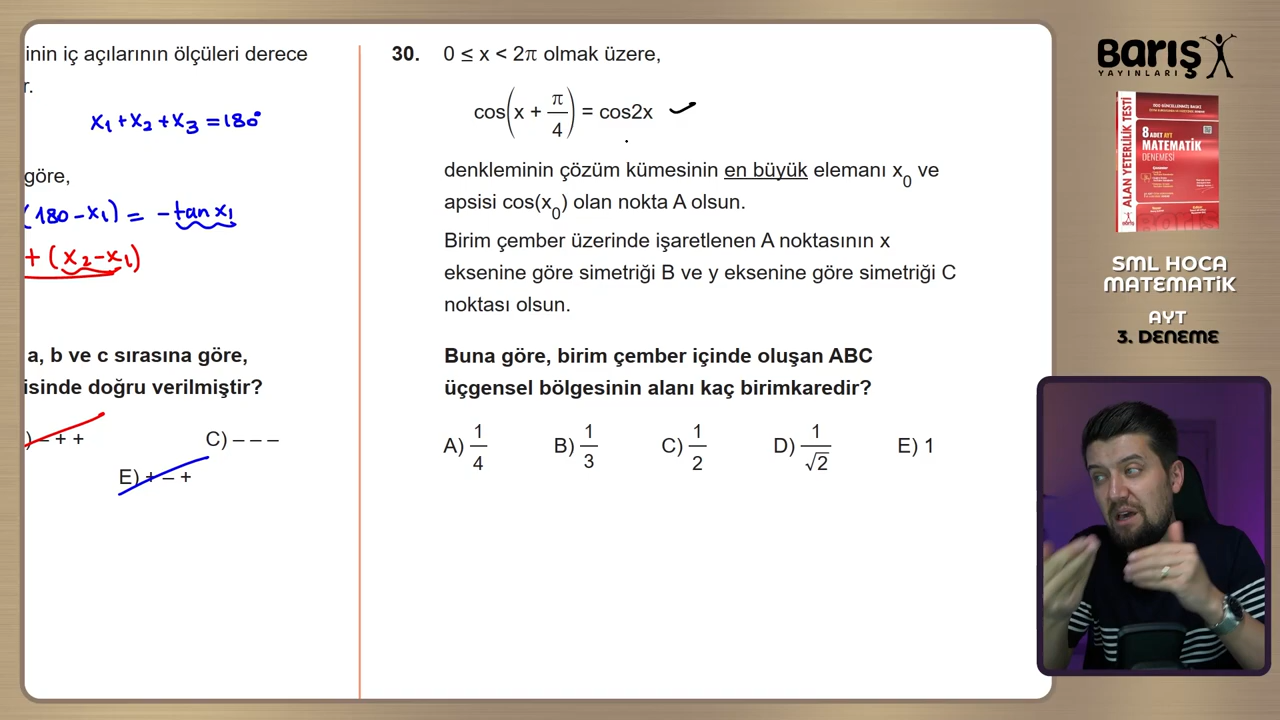 inin iç açılarının ölçüleri derece
r.
x₁+x₂+x₃=180°
göre,
(180-x₁) = -tanx₁
+ (x₂-x₁)
a, b ve c sırasına göre,
isinde doğru verilmiştir?
) – + +
C) – – –
E) + – +
30. 0 ≤ x < 2π olmak üzere,
cos(x + π/4) = cos2x
denkleminin çözüm kümesinin en büyük elemanı x₀ ve
apsisi cos(x₀) olan nokta A olsun.
Birim çember üzerinde işaretlenen A noktasının x
eksenine göre simetriği B ve y eksenine göre simetriği C
noktası olsun.
Buna göre, birim çember içinde oluşan ABC
üçgensel bölgesinin alanı kaç birimkaredir?
A) 1/4 B) 1/3 C) 1/2 D) 1/√2 E) 1
BARIŞ
YAYINLARI
ALAN YETERLİLİK TESTİ
8 ADET AYT
MATEMATİK
DENEMESİ
SML HOCA
MATEMATİK
AYT
3. DENEME